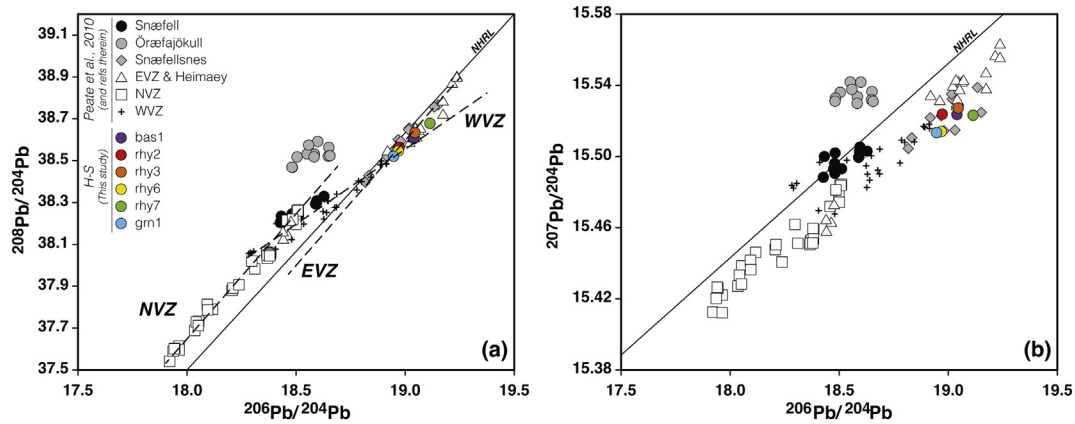 39.1
38.9
38.7
38.5
38.3
38.1
37.9
37.7
37.5
208Pb/204Pb
17.5
18.0
18.5
19.0
19.5
206Pb/204Pb
Peate et al., 2010
(and refs therein)
H-S
(This study)
Snæfell
Öræfajökull
Snæfellsnes
EVZ & Heimaey
NVZ
WVZ
bas1
rhy2
rhy3
rhy6
rhy7
grn1
NHRL
WVZ
EVZ
NVZ
(a)
15.58
15.54
15.50
15.46
15.42
15.38
207Pb/204Pb
17.5
18.0
18.5
19.0
19.5
206Pb/204Pb
NHRL
(b)